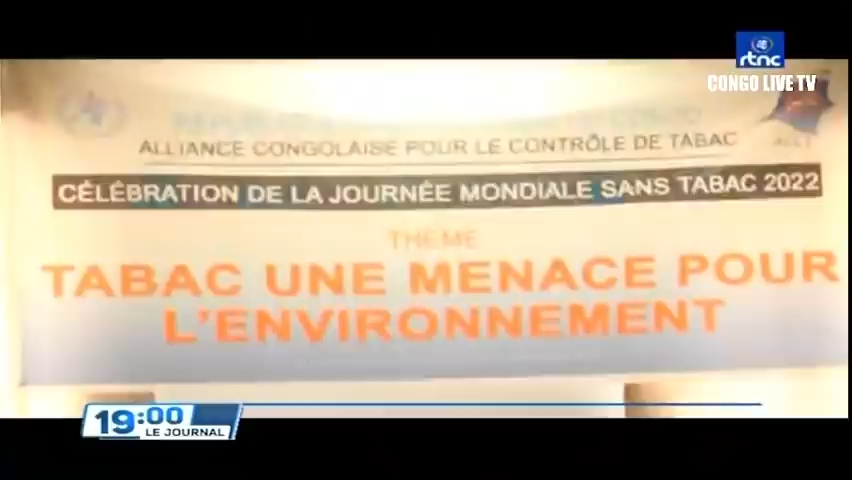 rtnc
CONGO LIVE TV
ALLIANCE CONGOLAISE POUR LE CONTRÔLE DE TABAC
CÉLÉBRATION DE LA JOURNÉE MONDIALE SANS TABAC 2022
THEME
TABAC UNE MENACE POUR
L'ENVIRONNEMENT
19:00
LE JOURNAL